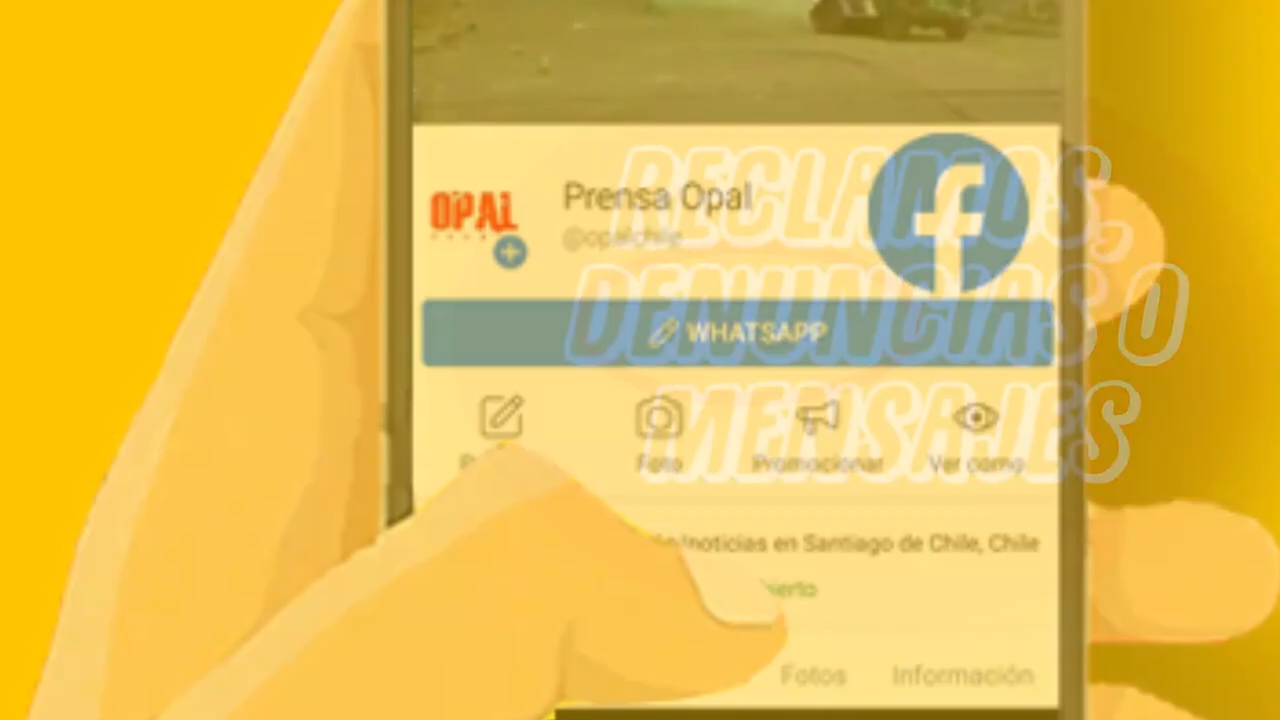 RECLAMOS,
DENUNCIAS O
MENSAJES
OPAL
Prensa Opal
@opalchile
WHATSAPP
Foto
Promocionar
Ver como
noticias en Santiago de Chile, Chile
Fotos
Información